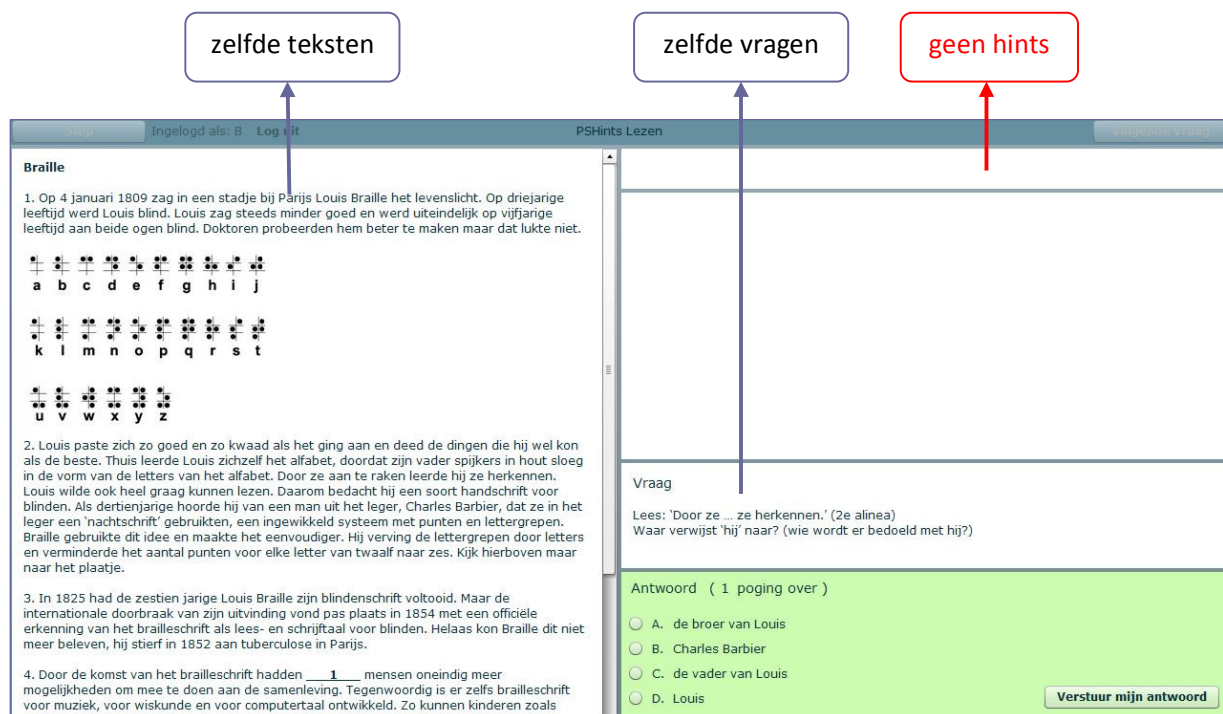 zelfde teksten
zelfde vragen
geen hints
Stop
Ingelogd als: B Log uit
PSHints Lezen
Volgende Vraag
Braille
1. Op 4 januari 1809 zag in een stadje bij Parijs Louis Braille het levenslicht. Op driejarige
leeftijd werd Louis blind. Louis zag steeds minder goed en werd uiteindelijk op vijfjarige
leeftijd aan beide ogen blind. Doktoren probeerden hem beter te maken maar dat lukte niet.
a b c d e f g h i j
k l m n o p q r s t
u v w x y z
2. Louis paste zich zo goed en zo kwaad als het ging aan en deed de dingen die hij wel kon
als de beste. Thuis leerde Louis zichzelf het alfabet, doordat zijn vader spijkers in hout sloeg
in de vorm van de letters van het alfabet. Door ze aan te raken leerde hij ze herkennen.
Louis wilde ook heel graag kunnen lezen. Daarom bedacht hij een soort handschrift voor
blinden. Als dertienjarige hoorde hij van een man uit het leger, Charles Barbier, dat ze in het
leger een 'nachtschrift' gebruikten, een ingewikkeld systeem met punten en lettergrepen.
Braille gebruikte dit idee en maakte het eenvoudiger. Hij verving de lettergrepen door letters
en verminderde het aantal punten voor elke letter van twaalf naar zes. Kijk hierboven maar
naar het plaatje.
3. In 1825 had de zestien jarige Louis Braille zijn blindenschrift voltooid. Maar de
internationale doorbraak van zijn uitvinding vond pas plaats in 1854 met een officiële
erkenning van het brailleschrift als lees- en schrijftaal voor blinden. Helaas kon Braille dit niet
meer beleven, hij stierf in 1852 aan tuberculose in Parijs.
4. Door de komst van het brailleschrift hadden ___1___ mensen oneindig meer
mogelijkheden om mee te doen aan de samenleving. Tegenwoordig is er zelfs brailleschrift
voor muziek, voor wiskunde en voor computertaal ontwikkeld. Zo kunnen kinderen zoals
Vraag
Lees: 'Door ze ... ze herkennen.' (2e alinea)
Waar verwijst 'hij' naar? (wie wordt er bedoeld met hij?)
Antwoord ( 1 poging over )
A. de broer van Louis
B. Charles Barbier
C. de vader van Louis
D. Louis
Verstuur mijn antwoord